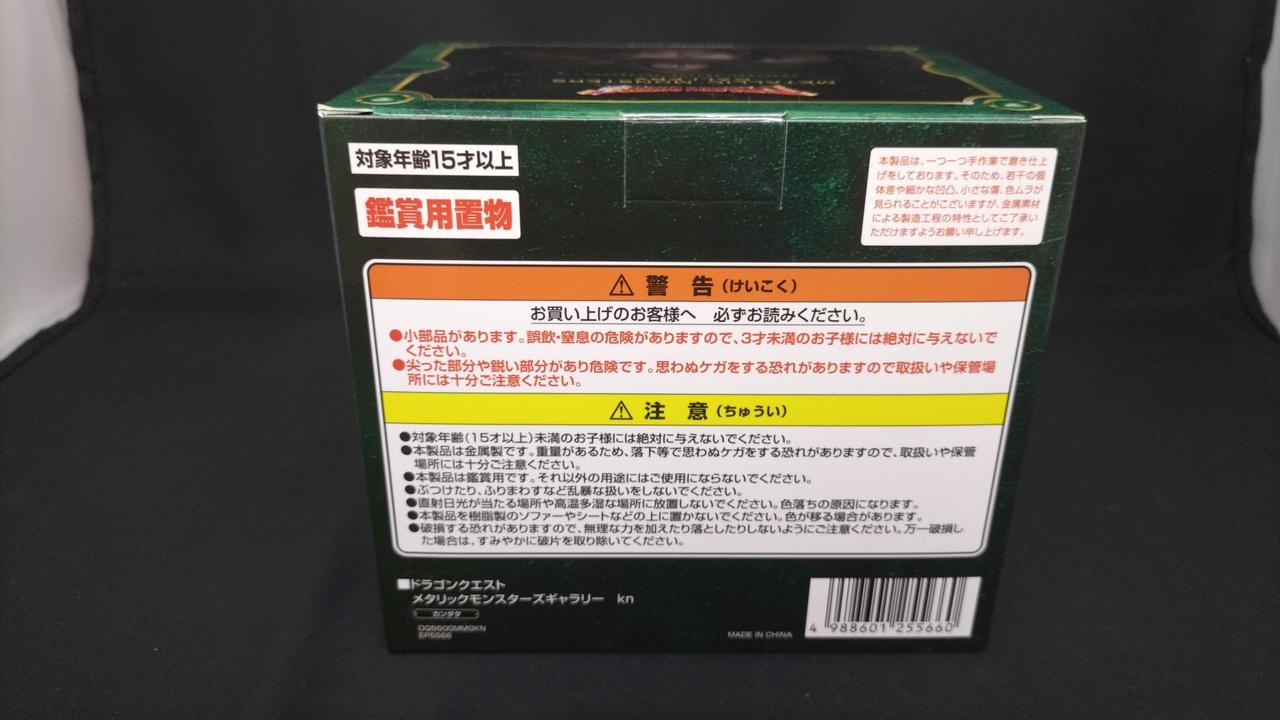 METALLIC MONSTERS
対象年齢15才以上
鑑賞用置物
本製品は、一つ一つ手作業で磨き仕上
げをしております。そのため、若干の個
体差や細かな凹凸、小さな傷、色ムラが
見られることがございますが、金属素材
による製造工程の特性としてご了承い
ただけますようお願い申し上げます。
警 告(けいこく)
お買い上げのお客様へ 必ずお読みください。
●小部品があります。誤飲・窒息の危険がありますので、3才未満のお子様には絶対に与えないで
ください。
●尖った部分や鋭い部分があり危険です。思わぬケガをする恐れがありますので取扱いや保管場
所には十分ご注意ください。
注 意(ちゅうい)
●対象年齢(15才以上)未満のお子様には絶対に与えないでください。
●本製品は金属製です。重量があるため、落下等で思わぬケガをする恐れがありますので、取扱いや保管
場所には十分ご注意ください。
●本製品は鑑賞用です。それ以外の用途にはご使用にならないでください。
●ぶつけたり、ふりまわすなど乱暴な扱いをしないでください。
●直射日光が当たる場所や高温多湿な場所に放置しないでください。色落ちの原因になります。
●本製品を樹脂製のソファーやシートなどの上に置かないでください。色が移る場合があります。
●破損する恐れがありますので、無理な力を加えたり落としたりしないようにご注意ください。万一破損し
た場合は、すみやかに破片を取り除いてください。
■ドラゴンクエスト
メタリックモンスターズギャラリー kn
カンダタ
DQ5500MMGKN
EP5566
MADE IN CHINA
4 988601 255660